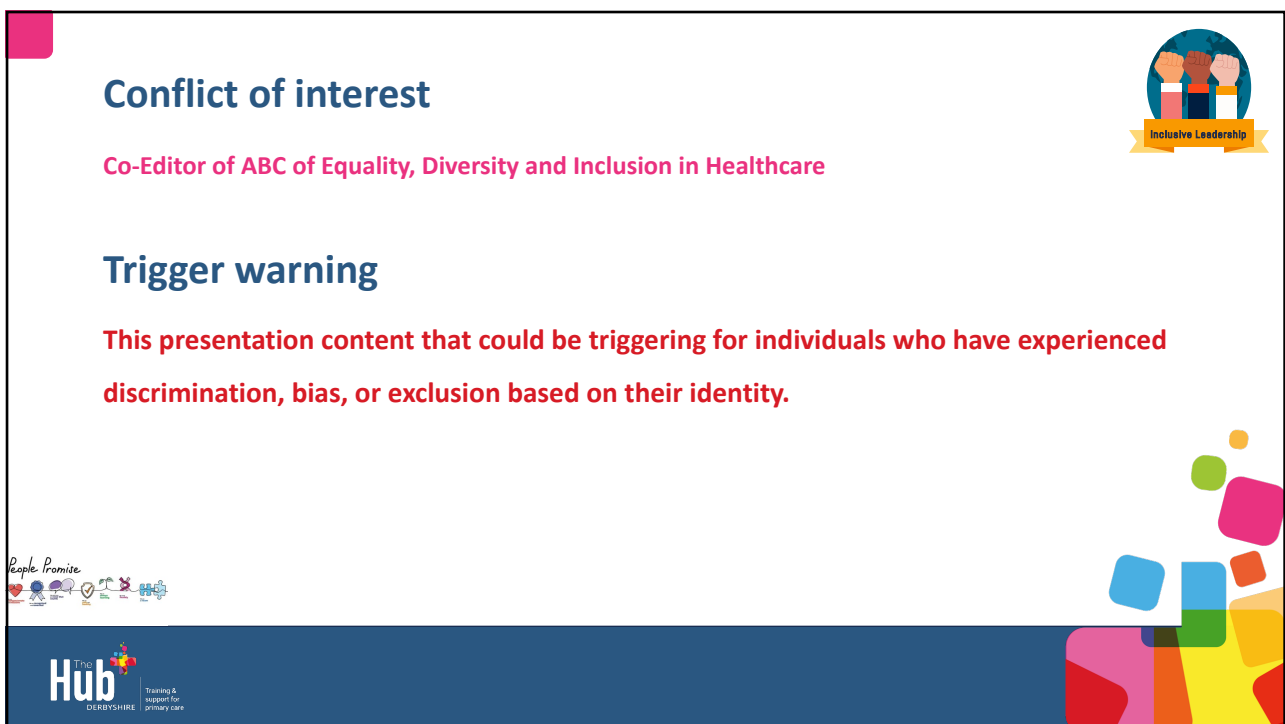 Conflict of interest
Inclusive Leadership
Co-Editor of ABC of Equality, Diversity and Inclusion in Healthcare
Trigger warning
This presentation content that could be triggering for individuals who have experienced
discrimination, bias, or exclusion based on their identity.
People Promise
The
Hub
DERBYSHIRE
Training &
support for
primary care